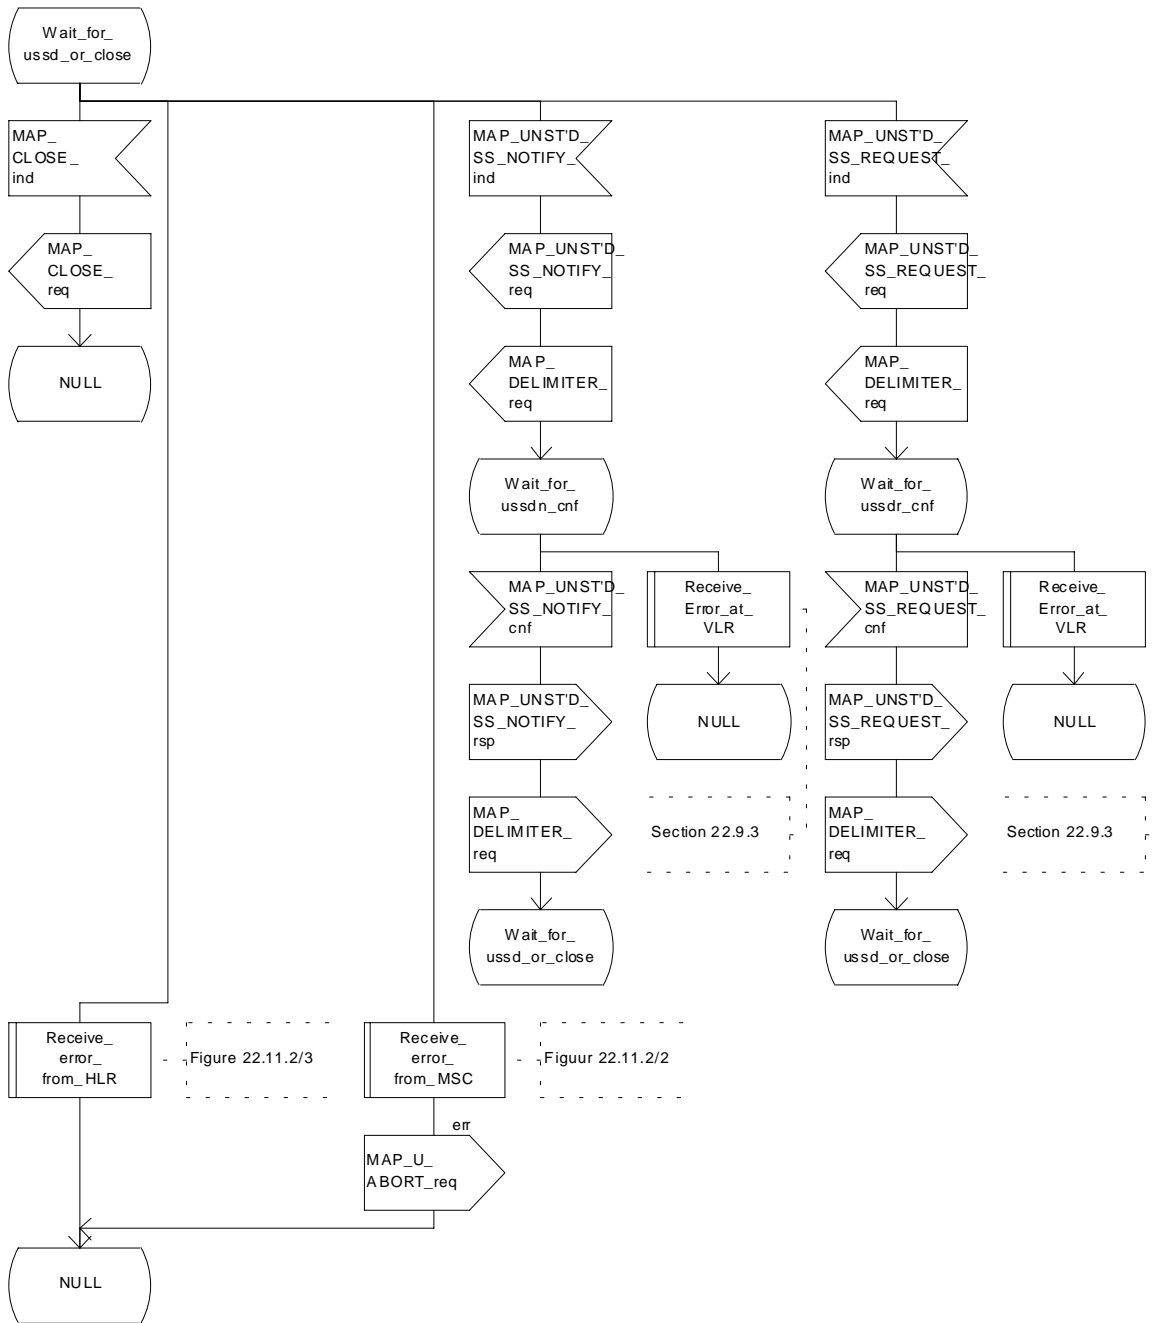 Wait_for_
ussd_or_close
MAP_
CLOSE_
ind
MAP_UNST'D_
SS_NOTIFY_
ind
MAP_UNST'D_
SS_REQUEST_
ind
MAP_
CLOSE_
req
MAP_UNST'D_
SS_NOTIFY_
req
MAP_UNST'D_
SS_REQUEST_
req
NULL
MAP_
DELIMITER_
req
MAP_
DELIMITER_
req
Wait_for_
ussdn_cnf
Wait_for_
ussdr_cnf
MAP_UNST'D_
SS_NOTIFY_
cnf
Receive_
Error_at_
VLR
MAP_UNST'D_
SS_REQUEST_
cnf
Receive_
Error_at_
VLR
MAP_UNST'D_
SS_NOTIFY_
rsp
NULL
MAP_UNST'D_
SS_REQUEST_
rsp
NULL
MAP_
DELIMITER_
req
Section 22.9.3
MAP_
DELIMITER_
req
Section 22.9.3
Wait_for_
ussd_or_close
Wait_for_
ussd_or_close
Receive_
error_
from_HLR
Figure 22.11.2/3
Receive_
error_
from_MSC
Figuur 22.11.2/2
err
MAP_U_
ABORT_req
NULL